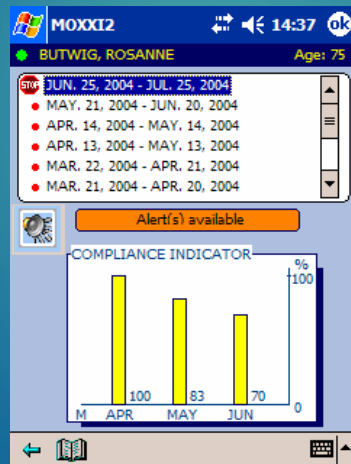 MOXXI2 14:37 ok
BUTWIG, ROSANNE Age: 75
STOP JUN. 25, 2004 - JUL. 25, 2004
MAY. 21, 2004 - JUN. 20, 2004
APR. 14, 2004 - MAY. 14, 2004
APR. 13, 2004 - MAY. 13, 2004
MAR. 22, 2004 - APR. 21, 2004
MAR. 21, 2004 - APR. 20, 2004
Alert(s) available
COMPLIANCE INDICATOR
%
100
100 83 70 0
M APR MAY JUN